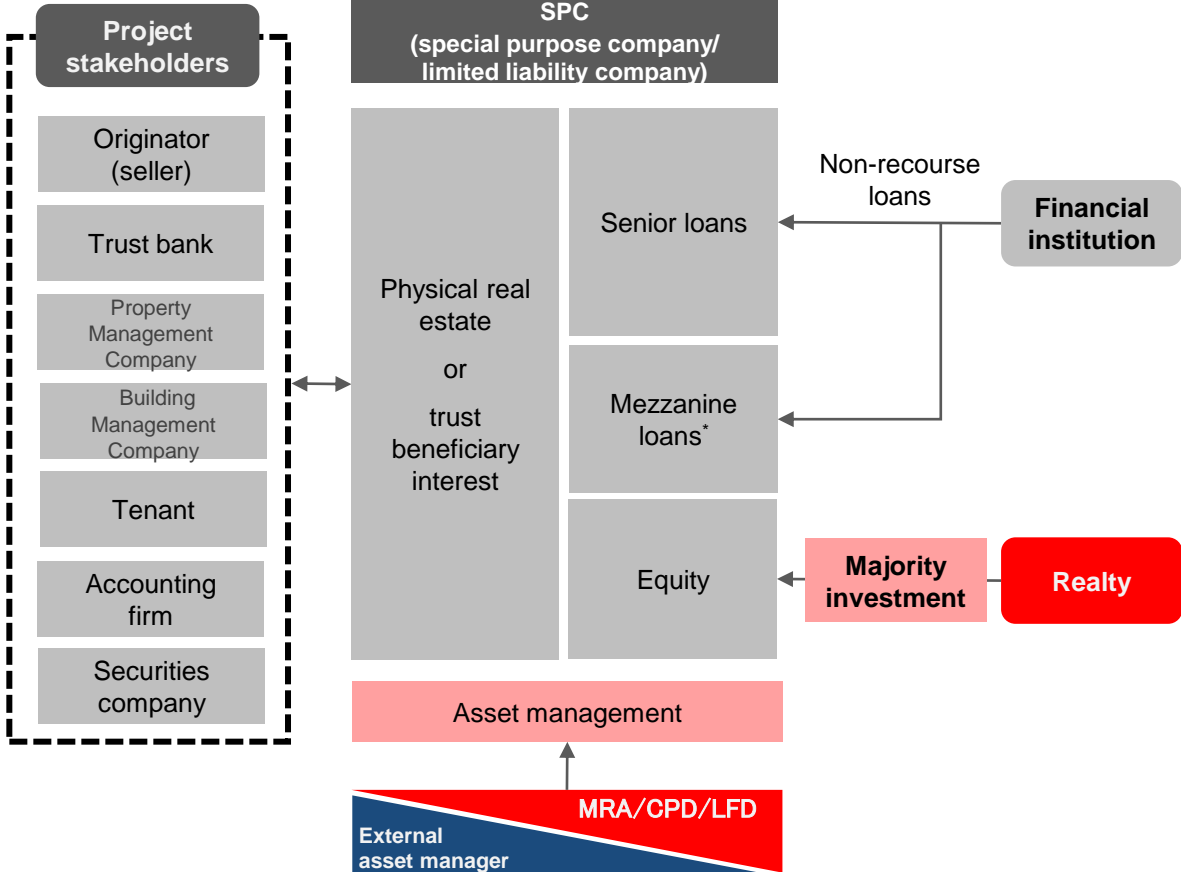 Project
stakeholders
Originator
(seller)
Trust bank
Property
Management
Company
Building
Management
Company
Tenant
Accounting
firm
Securities
company
SPC
(special purpose company/
limited liability company)
Physical real
estate
or
trust
beneficiary
interest
Senior loans
Mezzanine
loans*
Equity
Non-recourse
loans
Financial
institution
Majority
investment
Realty
Asset management
MRA/CPD/LFD
External
asset manager